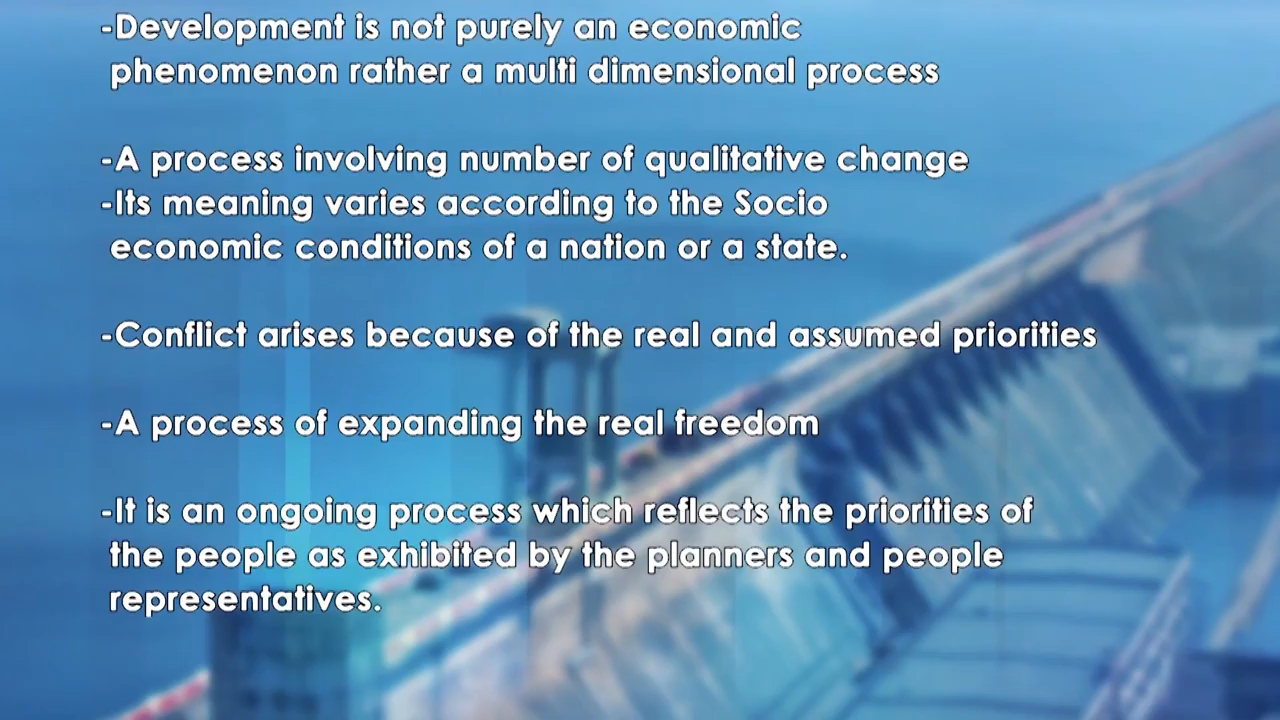 -Development is not purely an economic
phenomenon rather a multi dimensional process
-A process involving number of qualitative change
-Its meaning varies according to the Socio
economic conditions of a nation or a state.
-Conflict arises because of the real and assumed priorities
-A process of expanding the real freedom
-It is an ongoing process which reflects the priorities of
the people as exhibited by the planners and people
representatives.